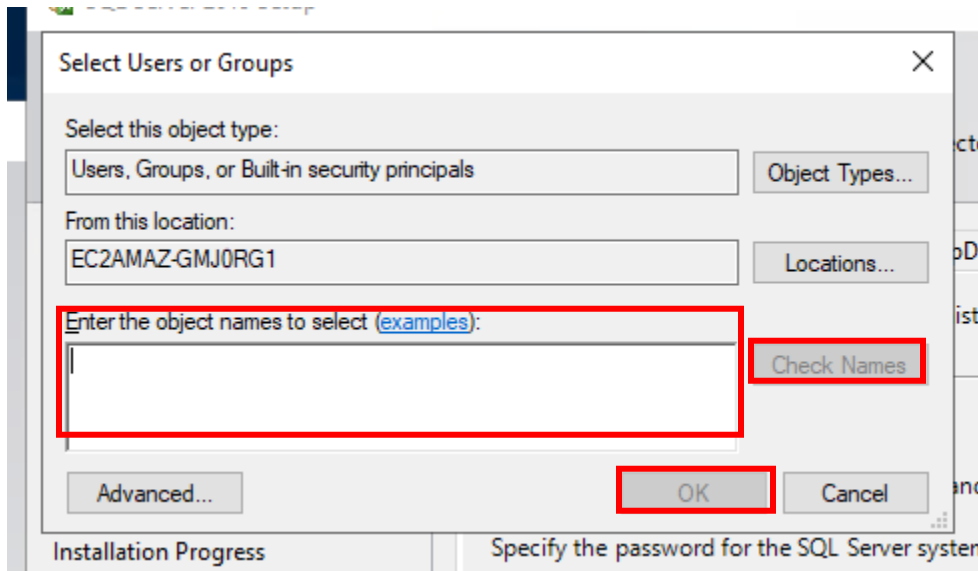 Select Users or Groups
Select this object type:
Users, Groups, or Built-in security principals
Object Types...
From this location:
EC2AMAZ-GMJ0RG1
Locations...
Enter the object names to select (examples):
Check Names
Advanced...
OK
Cancel
Installation Progress
Specify the password for the SQL Server